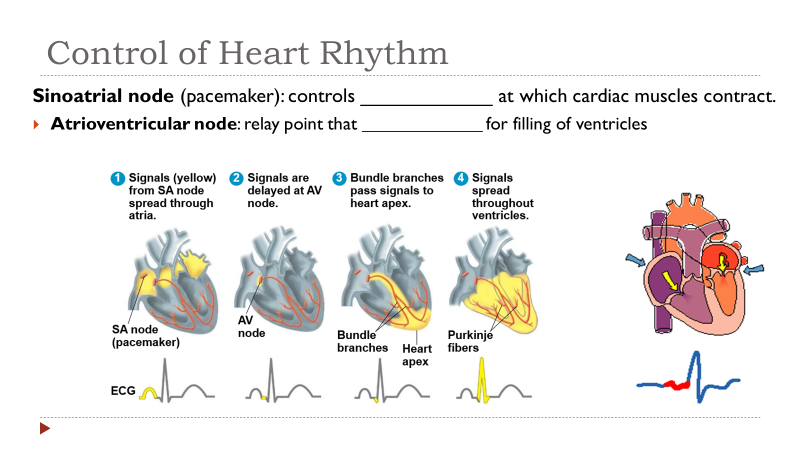 Control of Heart Rhythm
Sinoatrial node (pacemaker): controls _____________ at which cardiac muscles contract.
Atrioventricular node: relay point that _____________ for filling of ventricles
1 Signals (yellow)
from SA node
spread through
atria.
2 Signals are
delayed at AV
node.
3 Bundle branches
pass signals to
heart apex.
4 Signals
spread
throughout
ventricles.
SA node
(pacemaker)
AV
node
Bundle
branches
Heart
apex
Purkinje
fibers
ECG